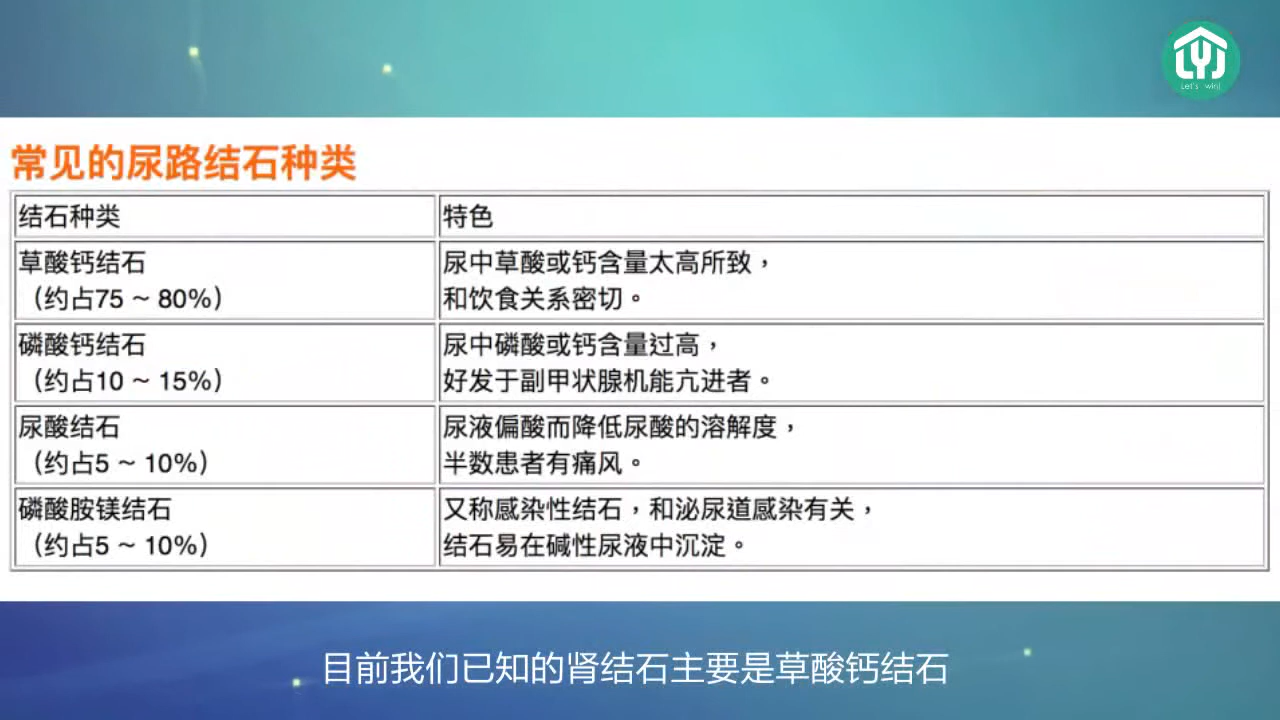 LYJ
Let's win!
常见的尿路结石种类
结石种类
特色
草酸钙结石
（约占75 ~ 80%）
尿中草酸或钙含量太高所致，
和饮食关系密切。
磷酸钙结石
（约占10 ~ 15%）
尿中磷酸或钙含量过高，
好发于副甲状腺机能亢进者。
尿酸结石
（约占5 ~ 10%）
尿液偏酸而降低尿酸的溶解度，
半数患者有痛风。
磷酸胺镁结石
（约占5 ~ 10%）
又称感染性结石，和泌尿道感染有关，
结石易在碱性尿液中沉淀。
目前我们已知的肾结石主要是草酸钙结石